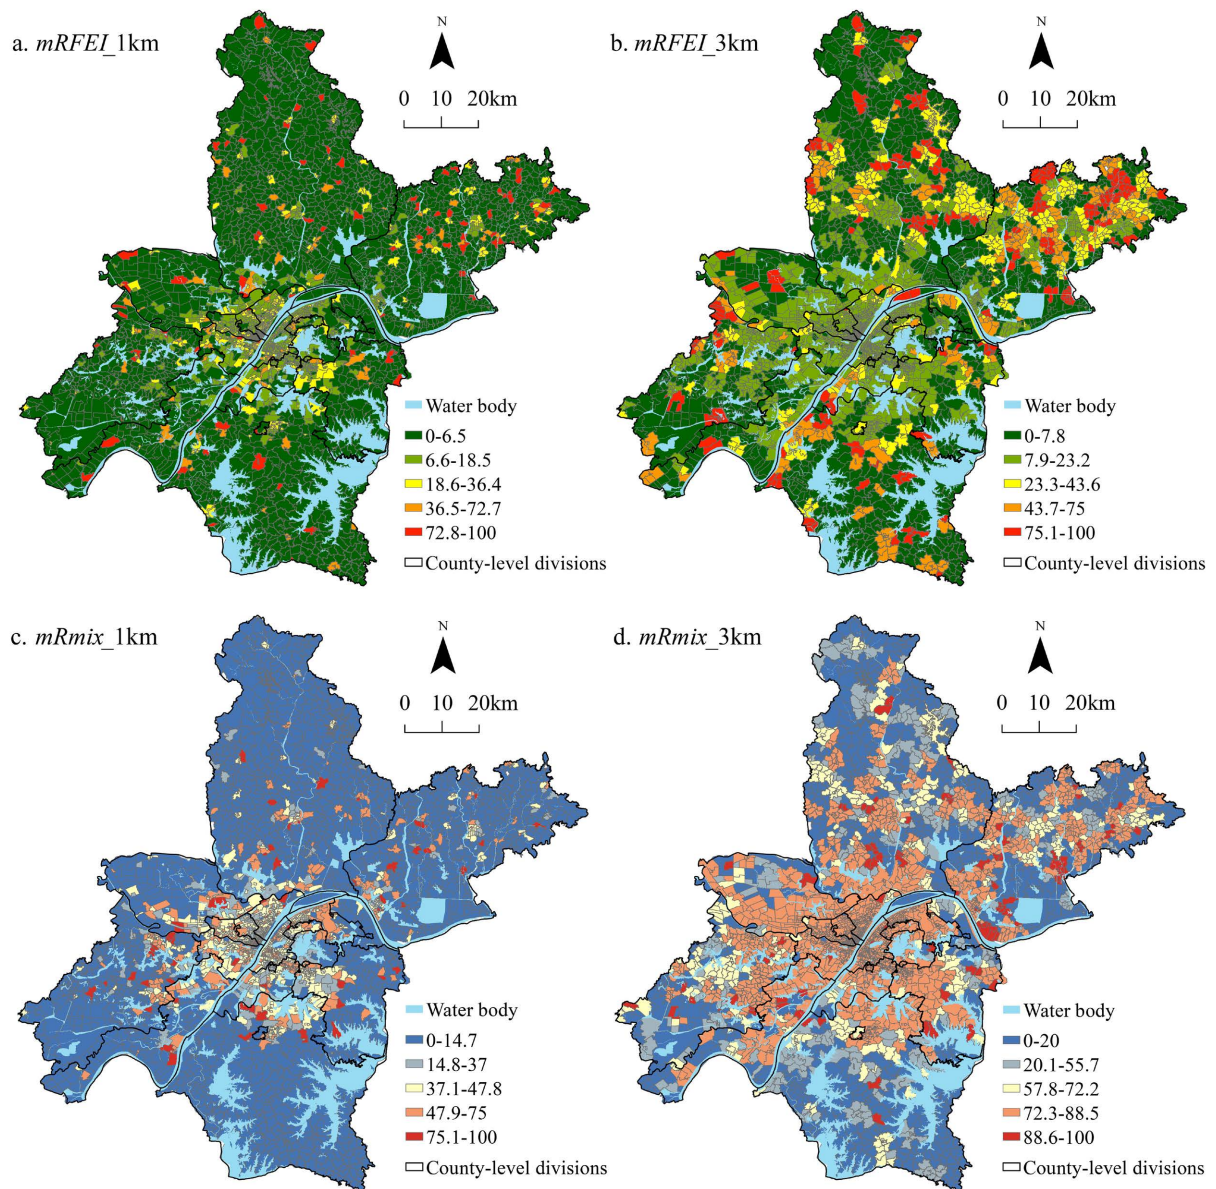 a. mRFEI_1km
N
0 10 20km
Water body
0-6.5
6.6-18.5
18.6-36.4
36.5-72.7
72.8-100
County-level divisions
b. mRFEI_3km
N
0 10 20km
Water body
0-7.8
7.9-23.2
23.3-43.6
43.7-75
75.1-100
County-level divisions
c. mRmix_1km
N
0 10 20km
Water body
0-14.7
14.8-37
37.1-47.8
47.9-75
75.1-100
County-level divisions
d. mRmix_3km
N
0 10 20km
Water body
0-20
20.1-55.7
57.8-72.2
72.3-88.5
88.6-100
County-level divisions